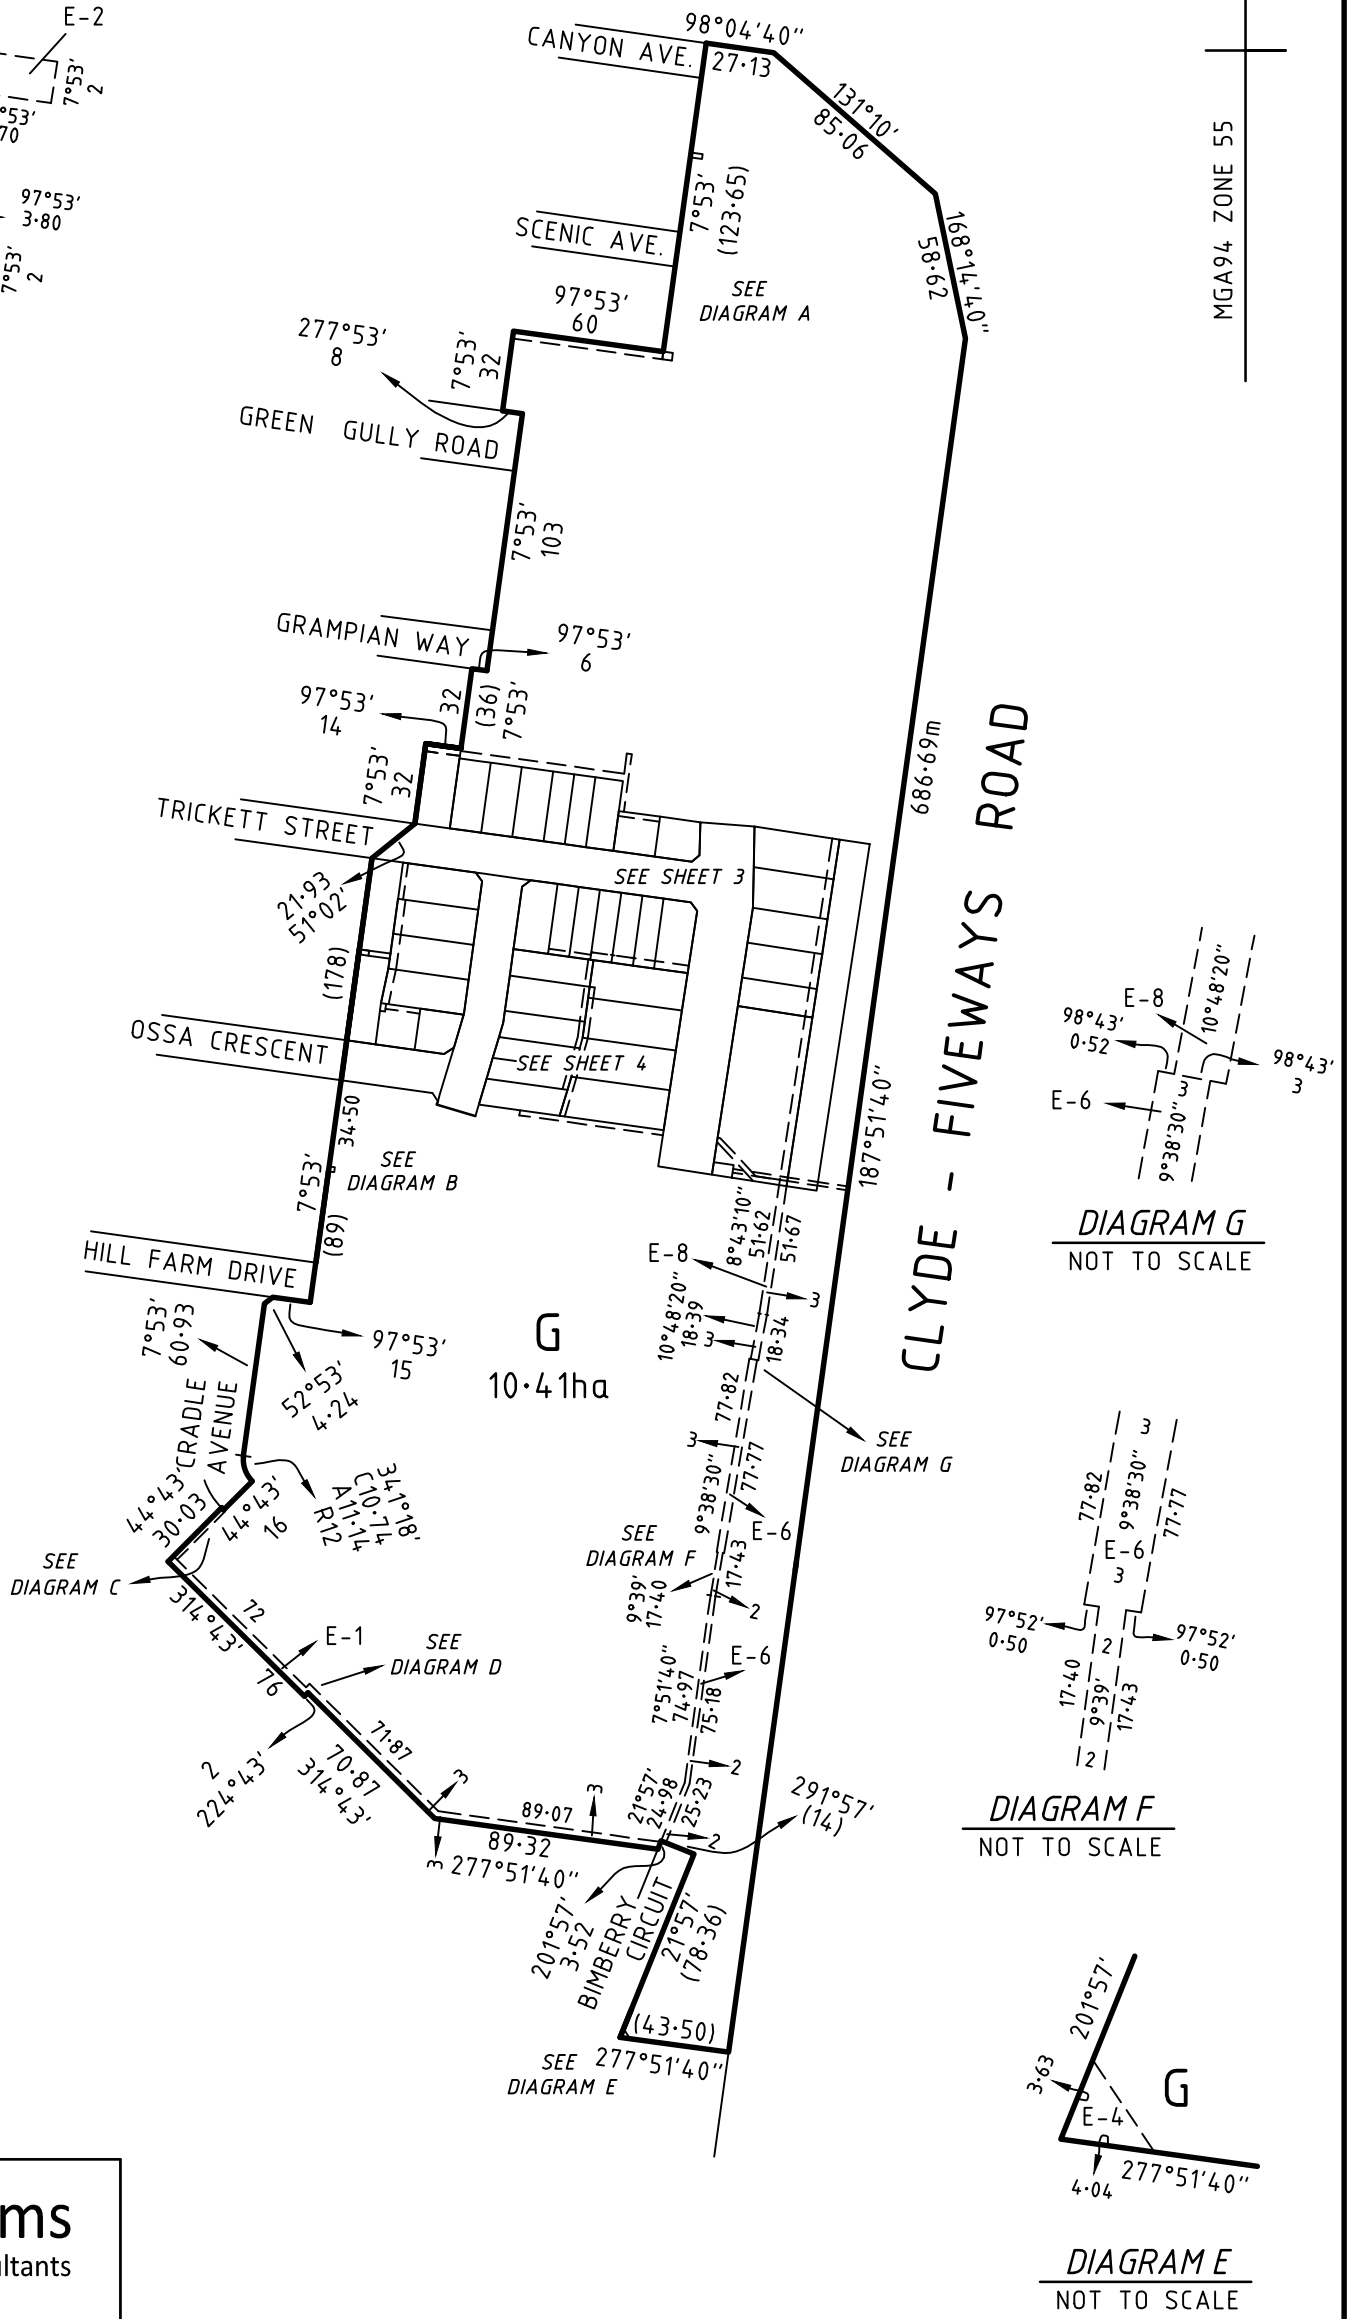 E-2
7°53'
2
°53'
70
97°53'
3·80
7°53'
2
98°04'40"
CANYON AVE.
27·13
131°10'
85·06
168°14'40"
58·62
MGA94 ZONE 55
7°53'
(123·65)
SCENIC AVE.
SEE
DIAGRAM A
97°53'
60
277°53'
8
7°53'
32
GREEN GULLY ROAD
7°53'
103
GRAMPIAN WAY
97°53'
6
97°53'
14
32
(36)
7°53'
7°53'
32
TRICKETT STREET
21·93
51°02'
SEE SHEET 3
686·69m
CLYDE - FIVEWAYS ROAD
(178)
OSSA CRESCENT
SEE SHEET 4
34·50
SEE
DIAGRAM B
7°53'
(89)
187°51'40"
HILL FARM DRIVE
7°53'
60·93
97°53'
15
52°53'
4·24
CRADLE
AVENUE
G
10·41ha
8°43'10"
51·62
51·67
E-8
3
10°48'20"
18·39
3
18·34
77·82
SEE
DIAGRAM G
3
77·77
9°38'30"
E-6
44°43'
30·03
44°43'
16
341°18'
C10·74
A11·14
R12
SEE
DIAGRAM C
SEE
DIAGRAM F
17·43
9°39'
17·40
2
314°43'
72
76
E-1
SEE
DIAGRAM D
E-6
7°51'40"
74·97
75·18
2
224°43'
71·87
70·87
314°43'
3
3
2
21°57'
24·98
25·23
2
291°57'
(14)
89·07
89·32
277°51'40"
3
201°57'
3·52
BIMBERRY
CIRCUIT
21°57'
(78·36)
(43·50)
277°51'40"
SEE
DIAGRAM E
E-8
10°48'20"
98°43'
0·52
98°43'
3
3
E-6
9°38'30"
DIAGRAM G
NOT TO SCALE
3
77·82
9°38'30"
77·77
E-6
3
97°52'
0·50
97°52'
0·50
2
17·40
9°39'
17·43
2
DIAGRAM F
NOT TO SCALE
201°57'
3·63
G
E-4
277°51'40"
4·04
DIAGRAM E
NOT TO SCALE
ms
ultants